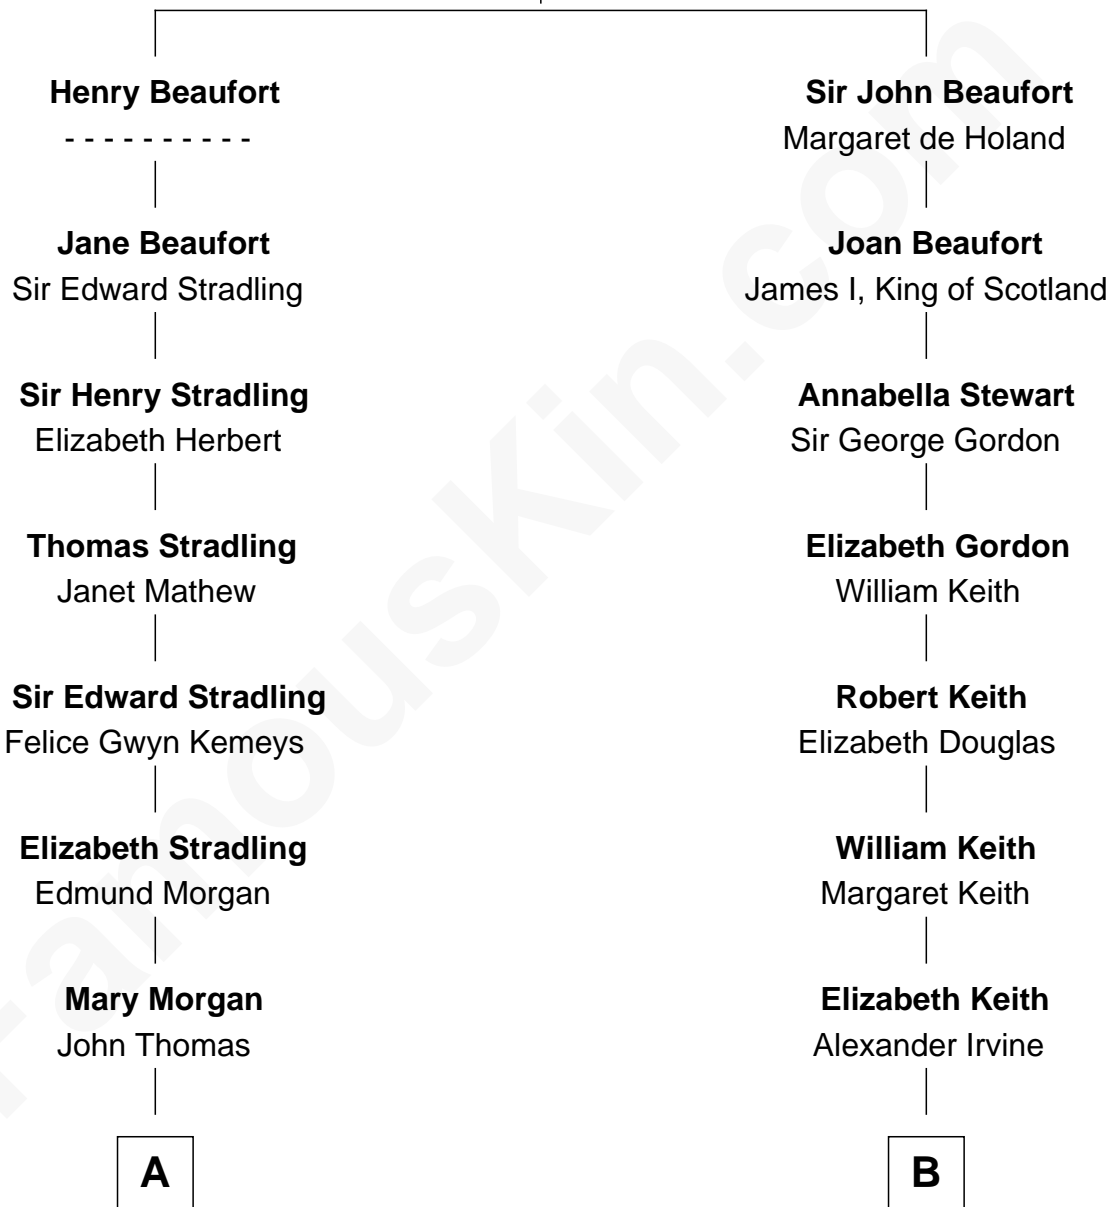 Henry Beaufort
- - - - - - - - - -
Jane Beaufort
Sir Edward Stradling
Sir Henry Stradling
Elizabeth Herbert
Thomas Stradling
Janet Mathew
Sir Edward Stradling
Felice Gwyn Kemeys
Elizabeth Stradling
Edmund Morgan
Mary Morgan
John Thomas
A
Sir John Beaufort
Margaret de Holand
Joan Beaufort
James I, King of Scotland
Annabella Stewart
Sir George Gordon
Elizabeth Gordon
William Keith
Robert Keith
Elizabeth Douglas
William Keith
Margaret Keith
Elizabeth Keith
Alexander Irvine
B
FamousKin.com